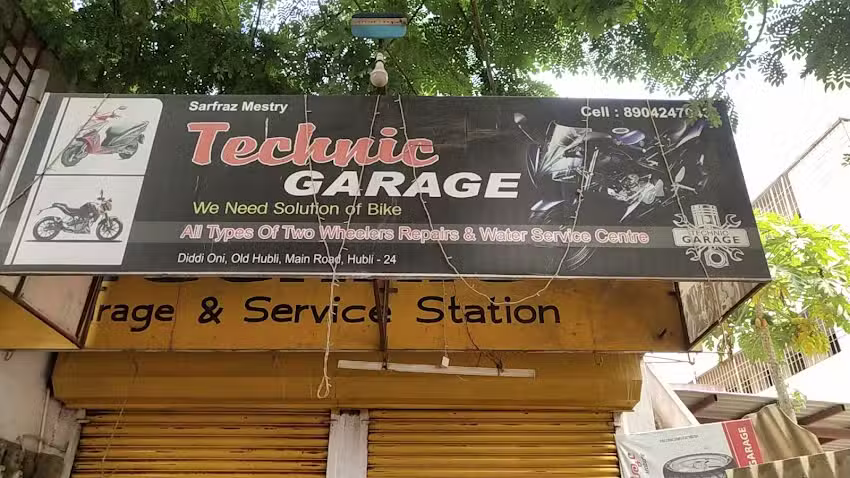 Sarfraz Mestry
Cell :
Technic
GARAGE
We Need Solution of Bike
All Types Of Two Wheelers Repairs & Water Service Centre
Diddi Oni, Old Hubli, Main Road, Hubli - 24
TECHNIC
GARAGE
& Service Station
GARAGE